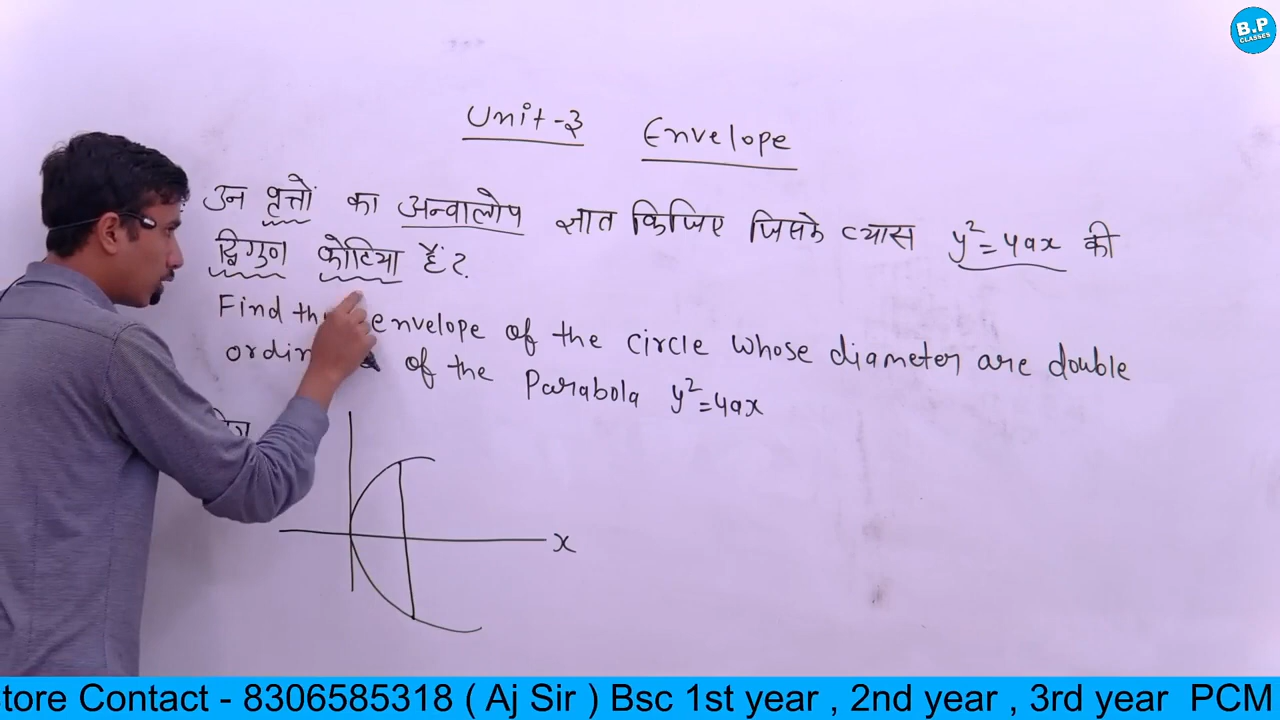 B.P
CLASSES
Unit-3 Envelope
उन वृत्तों का अन्वालोप ज्ञात किजिए जिसके व्यास y²=4ax की
द्विगुण कोटिया हैं?
Find the envelope of the circle whose diameter are double
of the Parabola y²=4ax
x
tore Contact - 8306585318 ( Aj Sir ) Bsc 1st year , 2nd year , 3rd year PCM